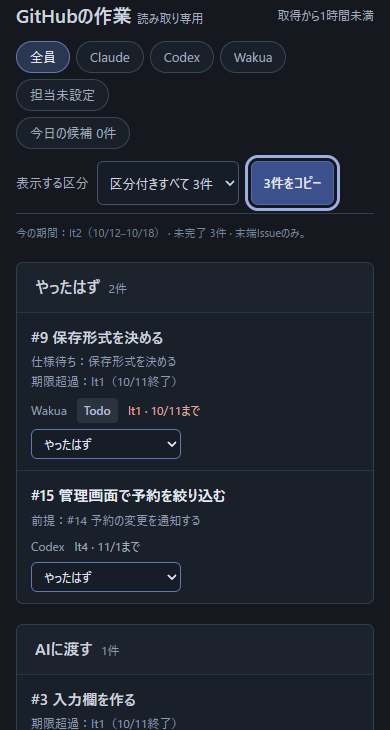 GitHubの作業 読み取り専用 取得から1時間未満
全員 Claude Codex Wakua
担当未設定
今日の候補 0件
表示する区分 区分付きすべて 3件 3件をコピー
今の期間：It2（10/12–10/18）・未完了 3件・末端Issueのみ。
やったはず 2件
#9 保存形式を決める
仕様待ち：保存形式を決める
期限超過：It1（10/11終了）
Wakua Todo It1・10/11まで
やったはず
#15 管理画面で予約を絞り込む
前提：#14 予約の変更を通知する
Codex It4・11/1まで
やったはず
AIに渡す 1件
#3 入力欄を作る
期限超過：It1（10/11終了）